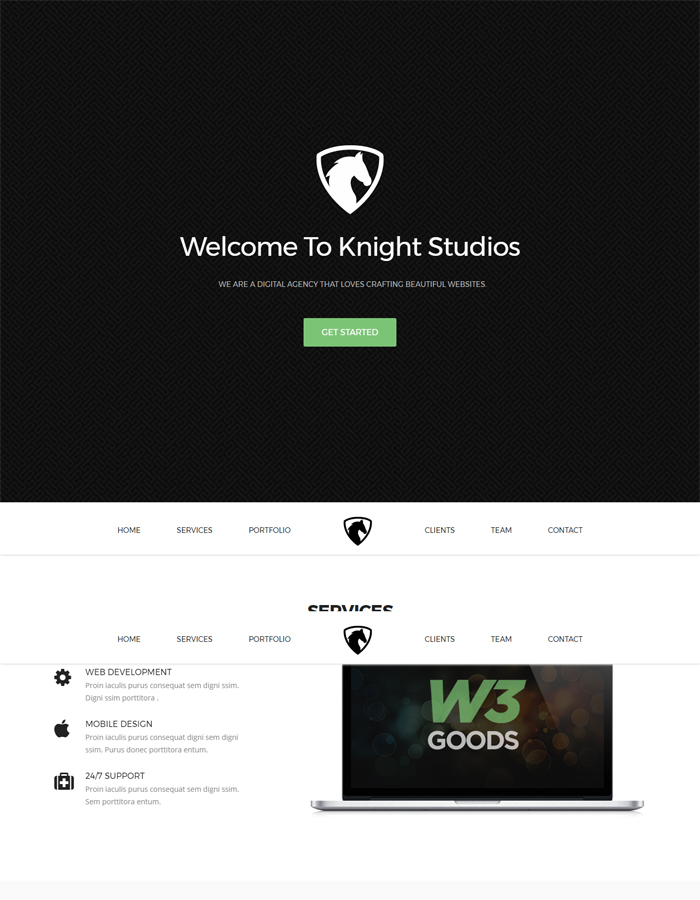 Welcome To Knight Studios
WE ARE A DIGITAL AGENCY THAT LOVES CRAFTING BEAUTIFUL WEBSITES
GET STARTED
HOME SERVICES PORTFOLIO CLIENTS TEAM CONTACT
SERVICES
HOME SERVICES PORTFOLIO CLIENTS TEAM CONTACT
WEB DEVELOPMENT
Proin iaculis purus consequat sem digni ssim.
Digni ssim porttitora .
MOBILE DESIGN
Proin iaculis purus consequat digni sem digni
ssim. Purus donec porttitora entum.
24/7 SUPPORT
Proin iaculis purus consequat sem digni ssim.
Sem porttitora entum.
W3
GOODS